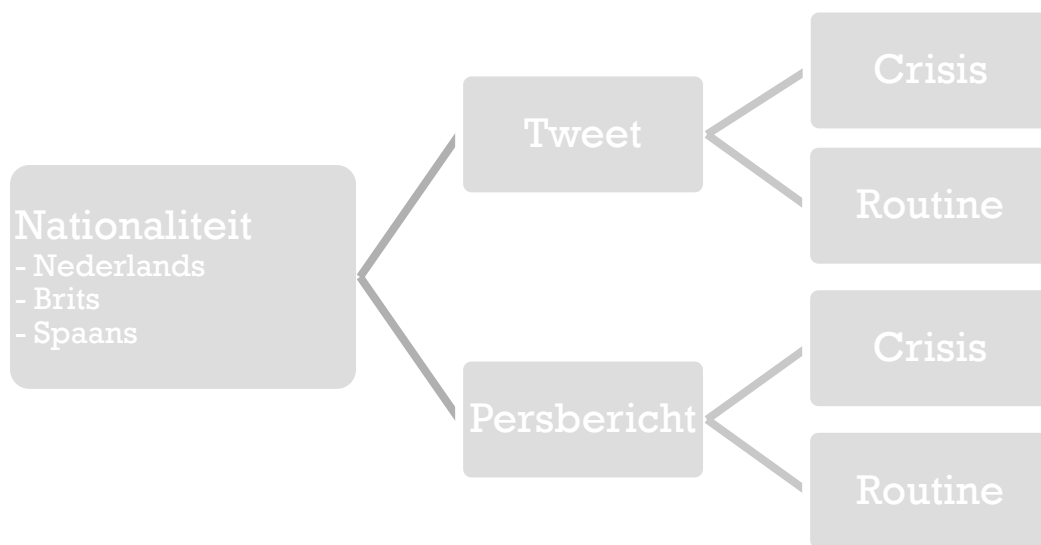 Nationaliteit
- Nederlands
- Brits
- Spaans
Tweet
Crisis
Routine
Persbericht
Crisis
Routine